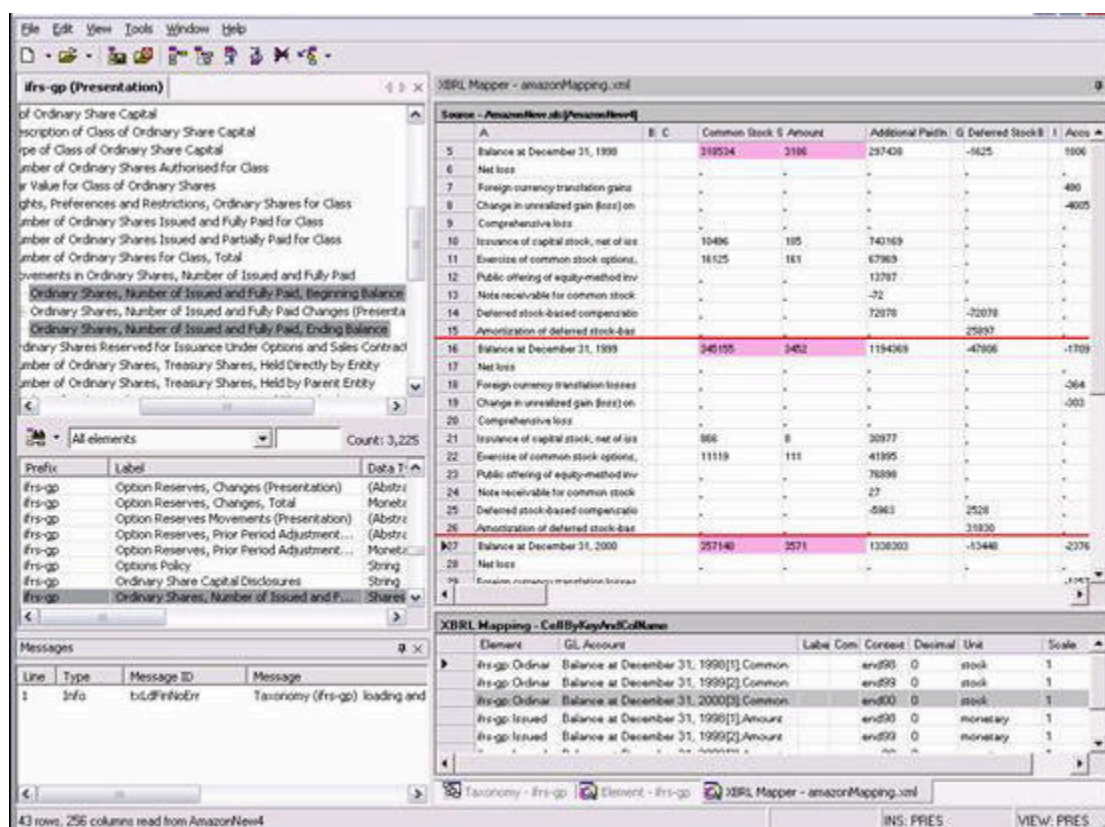 File Edit View Tools Window Help
ifrs-gp (Presentation)
of Ordinary Share Capital
escription of Class of Ordinary Share Capital
ype of Class of Ordinary Share Capital
umber of Ordinary Shares Authorised for Class
ar Value for Class of Ordinary Shares
ghts, Preferences and Restrictions, Ordinary Shares for Class
umber of Ordinary Shares Issued and Fully Paid for Class
umber of Ordinary Shares Issued and Partially Paid for Class
umber of Ordinary Shares for Class, Total
ovements in Ordinary Shares, Number of Issued and Fully Paid
Ordinary Shares, Number of Issued and Fully Paid, Beginning Balance
Ordinary Shares, Number of Issued and Fully Paid Changes (Presenta
Ordinary Shares, Number of Issued and Fully Paid, Ending Balance
rdinary Shares Reserved for Issuance Under Options and Sales Contract
umber of Ordinary Shares, Treasury Shares, Held Directly by Entity
umber of Ordinary Shares, Treasury Shares, Held by Parent Entity
All elements Count: 3,225
Prefix Label Data T
ifrs-gp Option Reserves, Changes (Presentation) (Abstra
ifrs-gp Option Reserves, Changes, Total Moneta
ifrs-gp Option Reserves Movements (Presentation) (Abstra
ifrs-gp Option Reserves, Prior Period Adjustment... (Abstra
ifrs-gp Option Reserves, Prior Period Adjustment... Moneta
ifrs-gp Options Policy String
ifrs-gp Ordinary Share Capital Disclosures String
ifrs-gp Ordinary Shares, Number of Issued and F... Shares
Messages
Line Type Message ID Message
1 Info txLdFinNoErr Taxonomy (ifrs-gp) loading and
XBRL Mapper - amazonMapping.xml
Source - AmazonNew.xls[AmazonNew4]
A B C Common Stock S Amount Additional PaidIn G Deferred Stock B I Accu
5 Balance at December 31, 1998 318534 3186 297438 -1625 1806
6 Net loss
7 Foreign currency translation gains 490
8 Change in unrealized gain (loss) on -4005
9 Comprehensive loss
10 Issuance of capital stock, net of iss 10496 105 743169
11 Exercise of common stock options, 16125 161 67969
12 Public offering of equity-method inv 13787
13 Note receivable for common stock -72
14 Deferred stock-based compensatio 72078 -72078
15 Amortization of deferred stock-bas 25897
16 Balance at December 31, 1999 345155 3452 1194369 -47806 -1709
17 Net loss
18 Foreign currency translation losses -364
19 Change in unrealized gain (loss) on -303
20 Comprehensive loss
21 Issuance of capital stock, net of iss 866 8 30977
22 Exercise of common stock options, 11119 111 41995
23 Public offering of equity-method inv 76898
24 Note receivable for common stock 27
25 Deferred stock-based compensatio -5963 2528
26 Amortization of deferred stock-bas 31830
27 Balance at December 31, 2000 357140 3571 1338303 -13448 -2376
28 Net loss
29 Foreign currency translation losses
XBRL Mapping - CellByKeyAndColName
Element GL Account Labe Com Context Decimal Unit Scale
ifrs-gp:Ordinar Balance at December 31, 1998[1],Common end98 0 stock 1
ifrs-gp:Ordinar Balance at December 31, 1999[2],Common end99 0 stock 1
ifrs-gp:Ordinar Balance at December 31, 2000[3],Common end00 0 stock 1
ifrs-gp:Issued Balance at December 31, 1998[1],Amount end98 0 monetary 1
ifrs-gp:Issued Balance at December 31, 1999[2],Amount end99 0 monetary 1
Taxonomy - ifrs-gp Element - ifrs-gp XBRL Mapper - amazonMapping.xml
43 rows, 256 columns read from AmazonNew4 INS: PRES VIEW: PRES